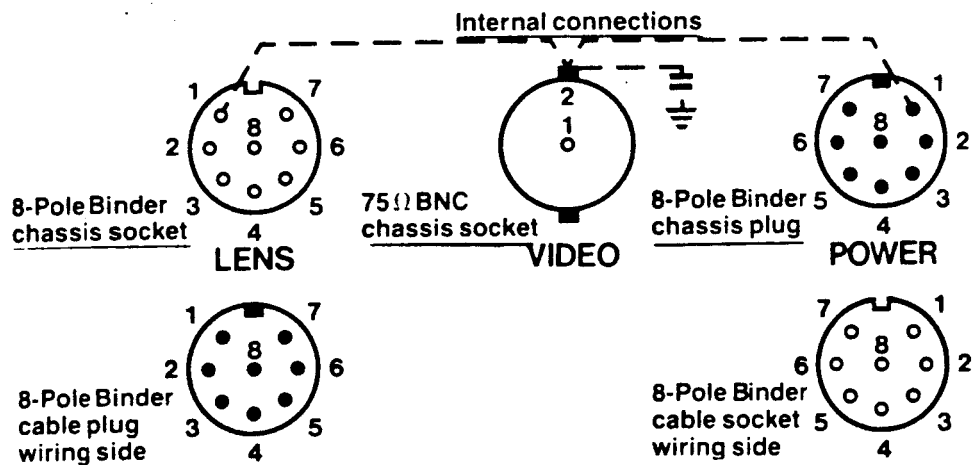 Internal connections
1 7
2 8 6
3 5
4
8-Pole Binder
chassis socket
LENS
2
1
75Ω BNC
chassis socket
VIDEO
7 1
6 8 2
5 3
4
8-Pole Binder
chassis plug
POWER
1 7
2 8 6
3 5
4
8-Pole Binder
cable plug
wiring side
7 1
6 8 2
5 3
4
8-Pole Binder
cable socket
wiring side